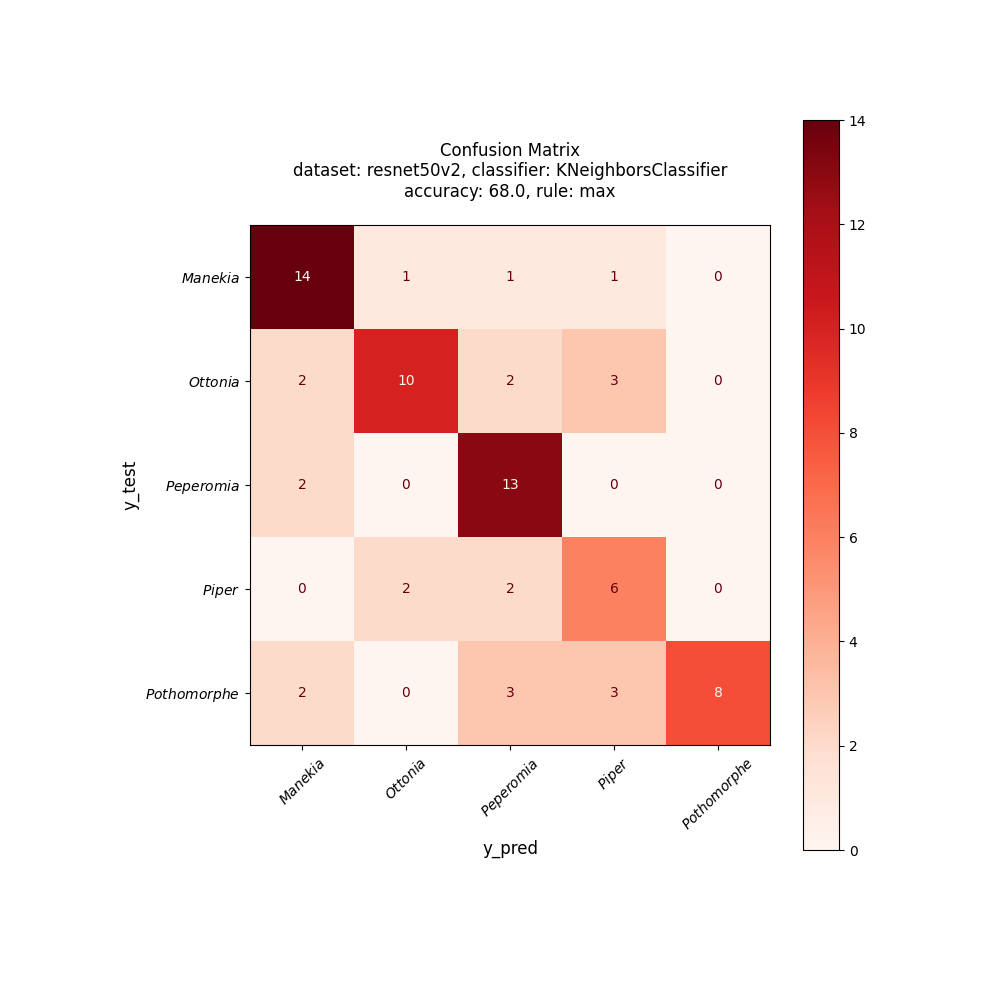 Confusion Matrix
dataset: resnet50v2, classifier: KNeighborsClassifier
accuracy: 68.0, rule: max
Manekia 14 1 1 1 0
Ottonia 2 10 2 3 0
Peperomia 2 0 13 0 0
Piper 0 2 2 6 0
Pothomorphe 2 0 3 3 8
Manekia Ottonia Peperomia Piper Pothomorphe
y_test
y_pred
14
12
10
8
6
4
2
0